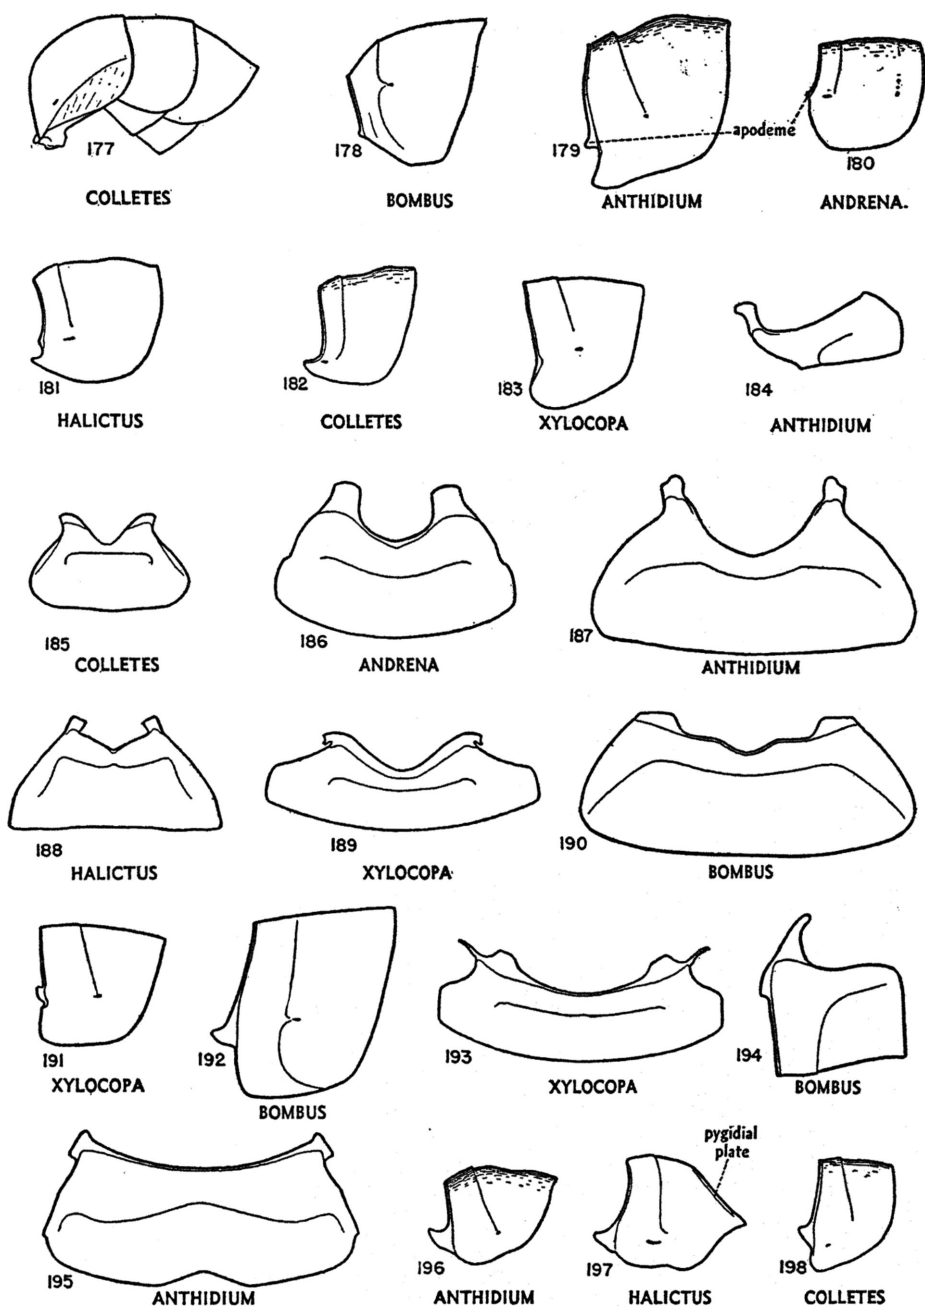 177
COLLETES
178
BOMBUS
179
ANTHIDIUM
apodeme
180
ANDRENA.
181
HALICTUS
182
COLLETES
183
XYLOCOPA
184
ANTHIDIUM
185
COLLETES
186
ANDRENA
187
ANTHIDIUM
188
HALICTUS
189
XYLOCOPA
190
BOMBUS
191
XYLOCOPA
192
BOMBUS
193
XYLOCOPA
194
BOMBUS
195
ANTHIDIUM
196
ANTHIDIUM
pygidial
plate
197
HALICTUS
198
COLLETES